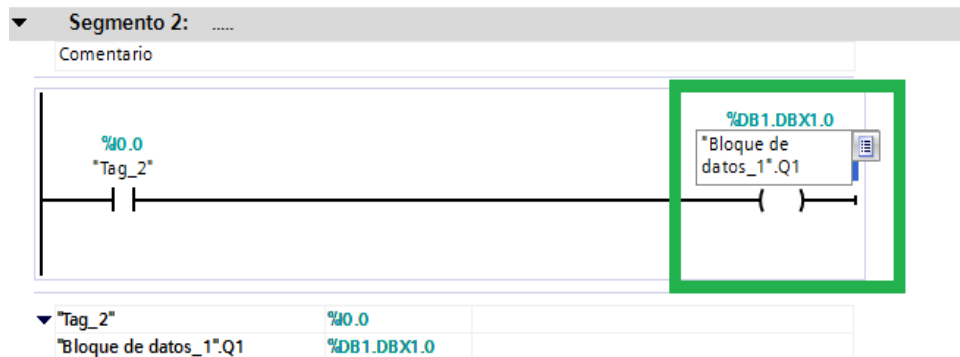 Segmento 2: .....
Comentario
%DB1.DBX1.0
%I0.0
"Bloque de
"Tag_2"
datos_1".Q1
"Tag_2" %I0.0
"Bloque de datos_1".Q1 %DB1.DBX1.0